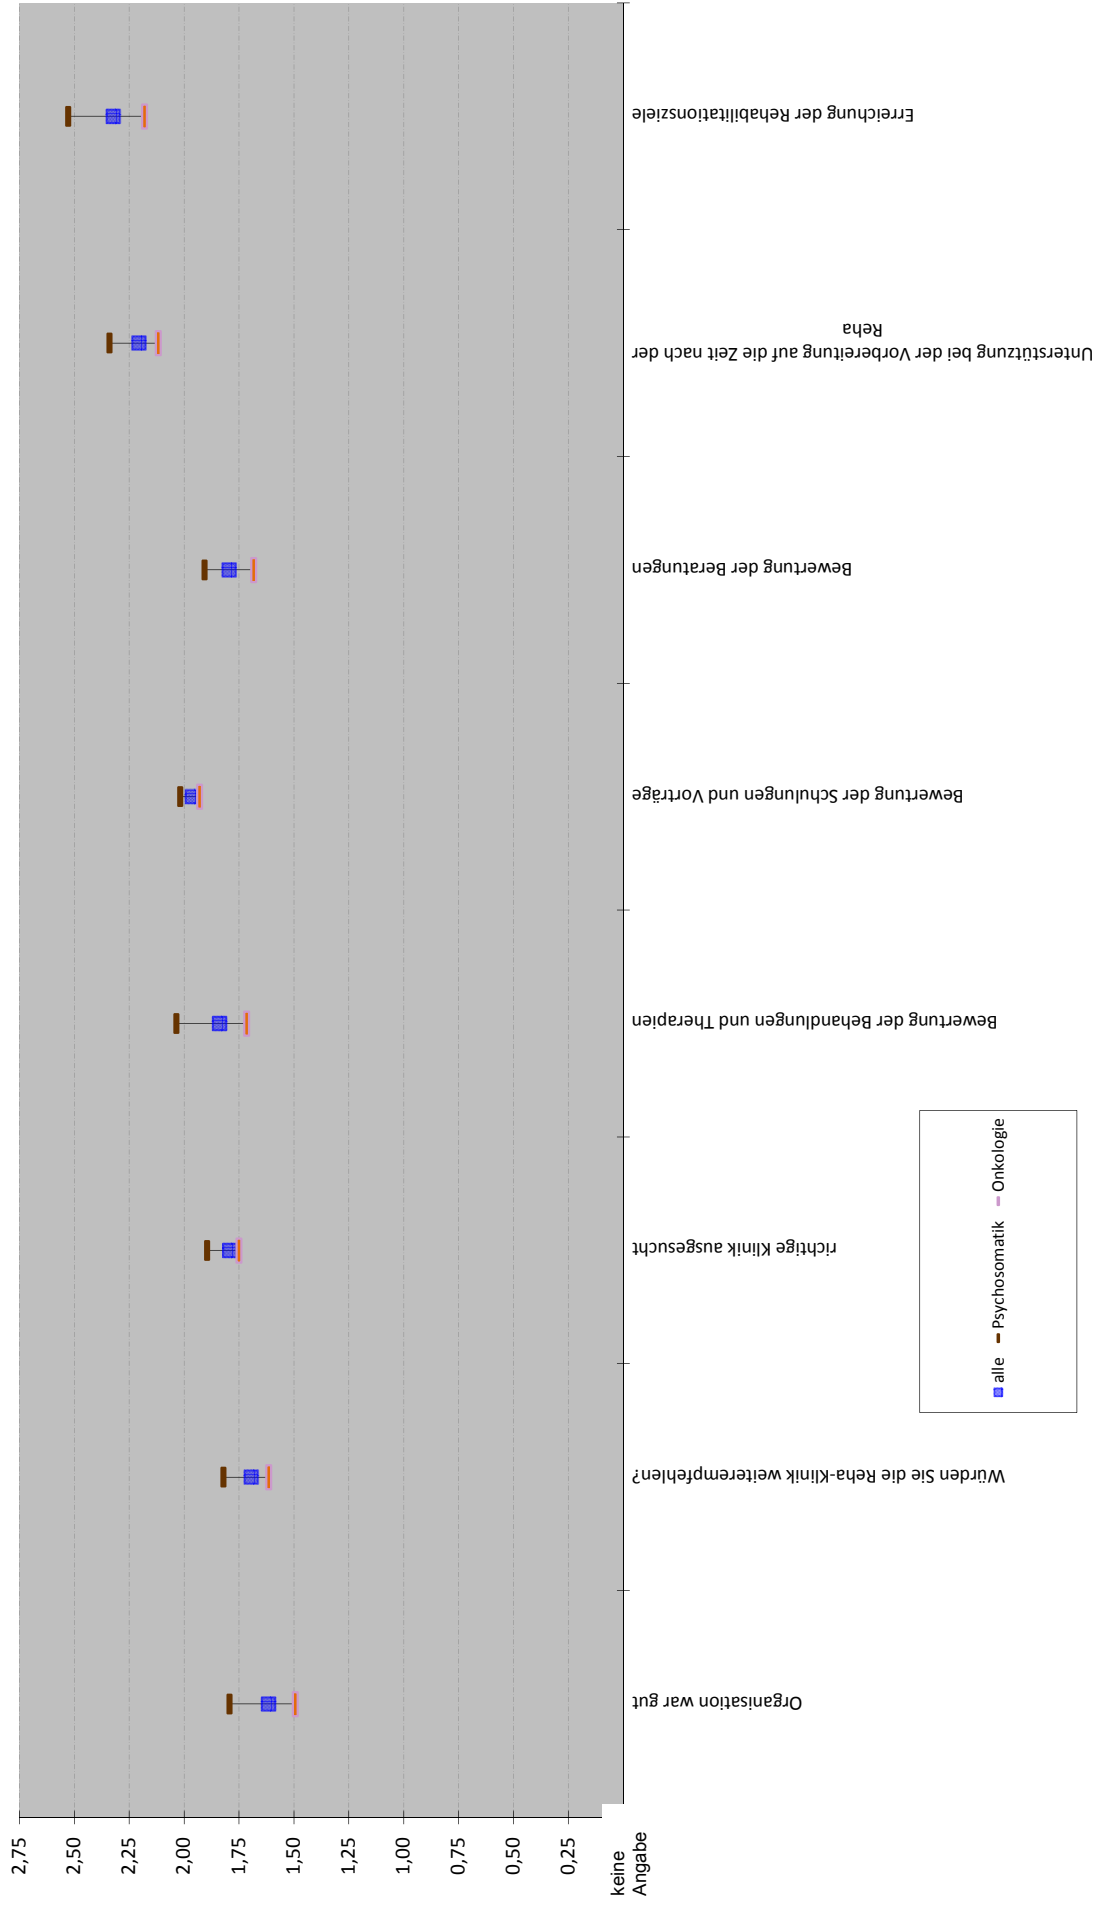 2,75
2,50
2,25
2,00
1,75
1,50
1,25
1,00
0,75
0,50
0,25
keine
Angabe
Organisation war gut
Würden Sie die Reha-Klinik weiterempfehlen?
richtige Klinik ausgesucht
Bewertung der Behandlungen und Therapien
Bewertung der Schulungen und Vorträge
Bewertung der Beratungen
Unterstützung bei der Vorbereitung auf die Zeit nach der
Reha
Erreichung der Rehabilitationsziele
alle Psychosomatik Onkologie